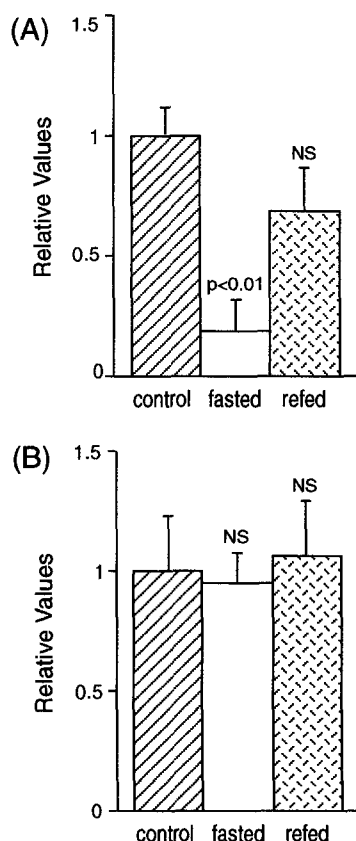 (A)
1.5
1
0.5
0
Relative Values
p<0.01
NS
control fasted refed
(B)
1.5
1
0.5
0
Relative Values
NS
NS
control fasted refed